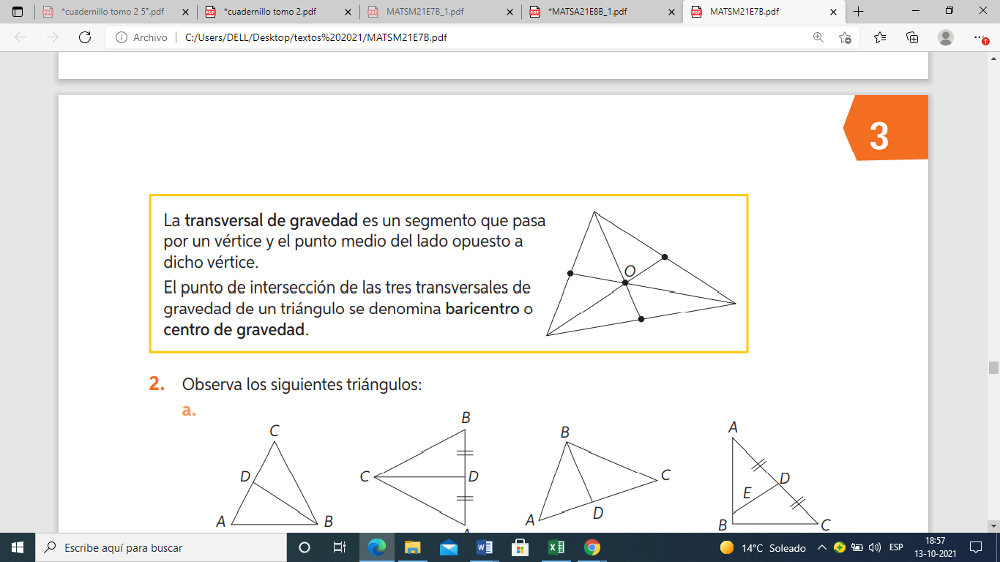 *cuadernillo tomo 2 5°.pdf
*cuadernillo tomo 2.pdf
MATSM21E7B_1.pdf
*MATSA21E8B_1.pdf
MATSM21E7B.pdf
Archivo
C:/Users/DELL/Desktop/textos%202021/MATSM21E7B.pdf
3
La transversal de gravedad es un segmento que pasa
por un vértice y el punto medio del lado opuesto a
dicho vértice.
El punto de intersección de las tres transversales de
gravedad de un triángulo se denomina baricentro o
centro de gravedad.
O
2. Observa los siguientes triángulos:
a.
C
D
A B
B
C D
B
C
A D
A
D
E
B C
Escribe aquí para buscar
14°C Soleado
ESP
18:57
13-10-2021